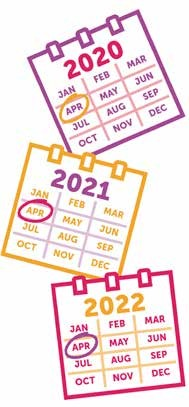 2020
JAN FEB MAR
APR MAY JUN
JUL AUG SEP
OCT NOV DEC
2021
JAN FEB MAR
APR MAY JUN
JUL AUG SEP
OCT NOV DEC
2022
JAN FEB MAR
APR MAY JUN
JUL AUG SEP
OCT NOV DEC